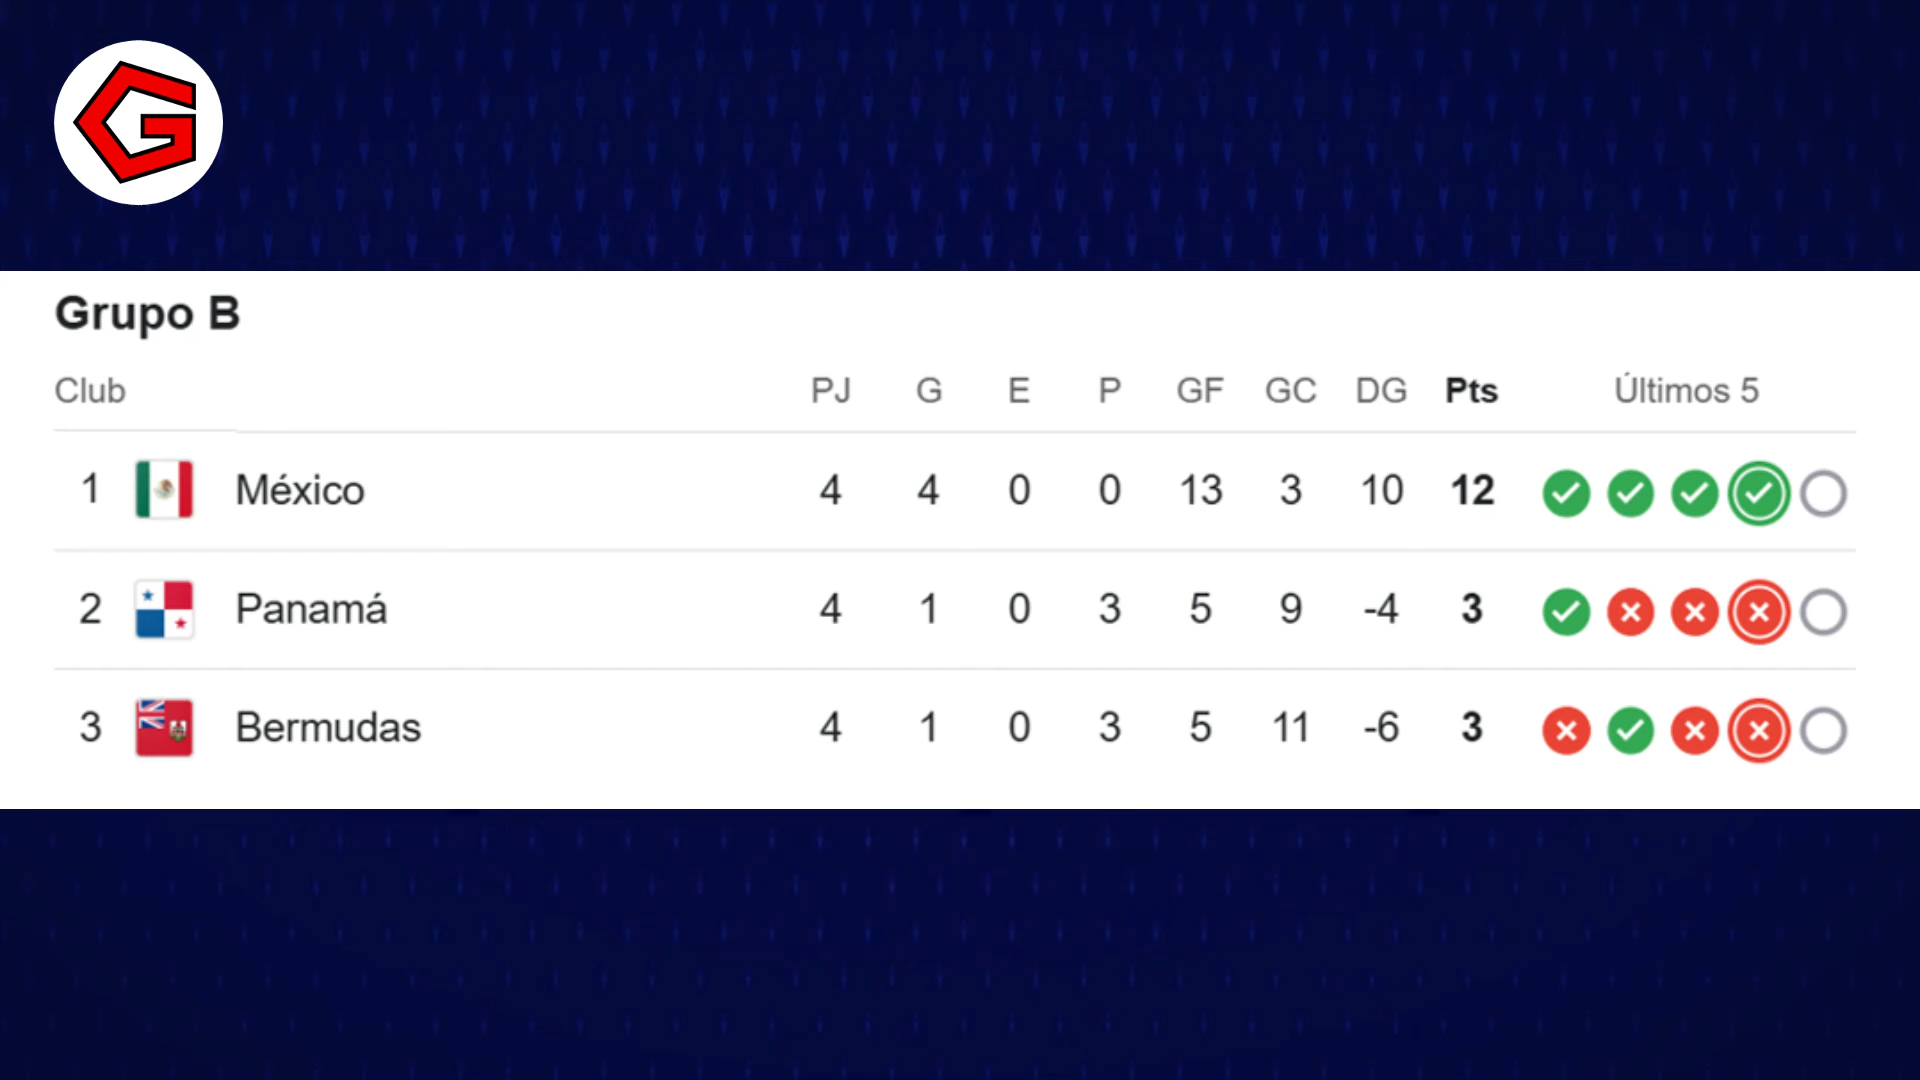 G
Grupo B
Club PJ G E P GF GC DG Pts Últimos 5
1 México 4 4 0 0 13 3 10 12
2 Panamá 4 1 0 3 5 9 -4 3
3 Bermudas 4 1 0 3 5 11 -6 3